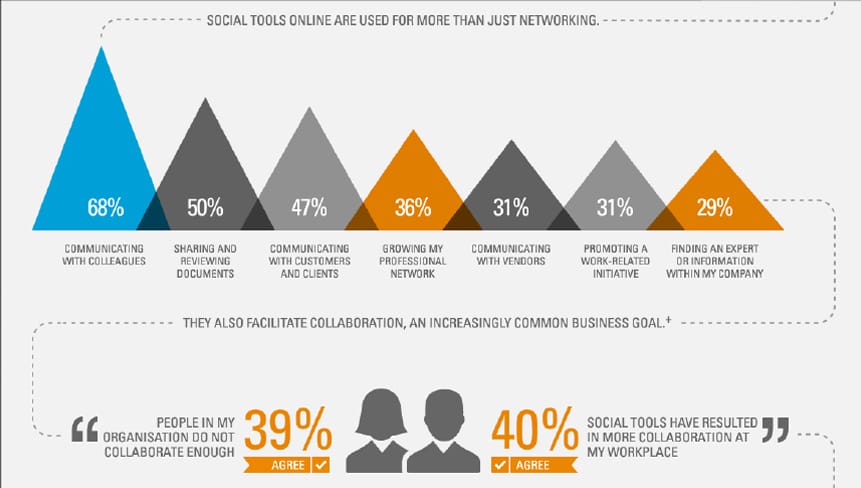 SOCIAL TOOLS ONLINE ARE USED FOR MORE THAN JUST NETWORKING.
68%
50%
47%
36%
31%
31%
29%
COMMUNICATING
WITH COLLEAGUES
SHARING AND
REVIEWING
DOCUMENTS
COMMUNICATING
WITH CUSTOMERS
AND CLIENTS
GROWING MY
PROFESSIONAL
NETWORK
COMMUNICATING
WITH VENDORS
PROMOTING A
WORK-RELATED
INITIATIVE
FINDING AN EXPERT
OR INFORMATION
WITHIN MY COMPANY
THEY ALSO FACILITATE COLLABORATION, AN INCREASINGLY COMMON BUSINESS GOAL.+
“ PEOPLE IN MY
ORGANISATION DO NOT
COLLABORATE ENOUGH
39%
AGREE
40%
AGREE
SOCIAL TOOLS HAVE RESULTED ”
IN MORE COLLABORATION AT
MY WORKPLACE